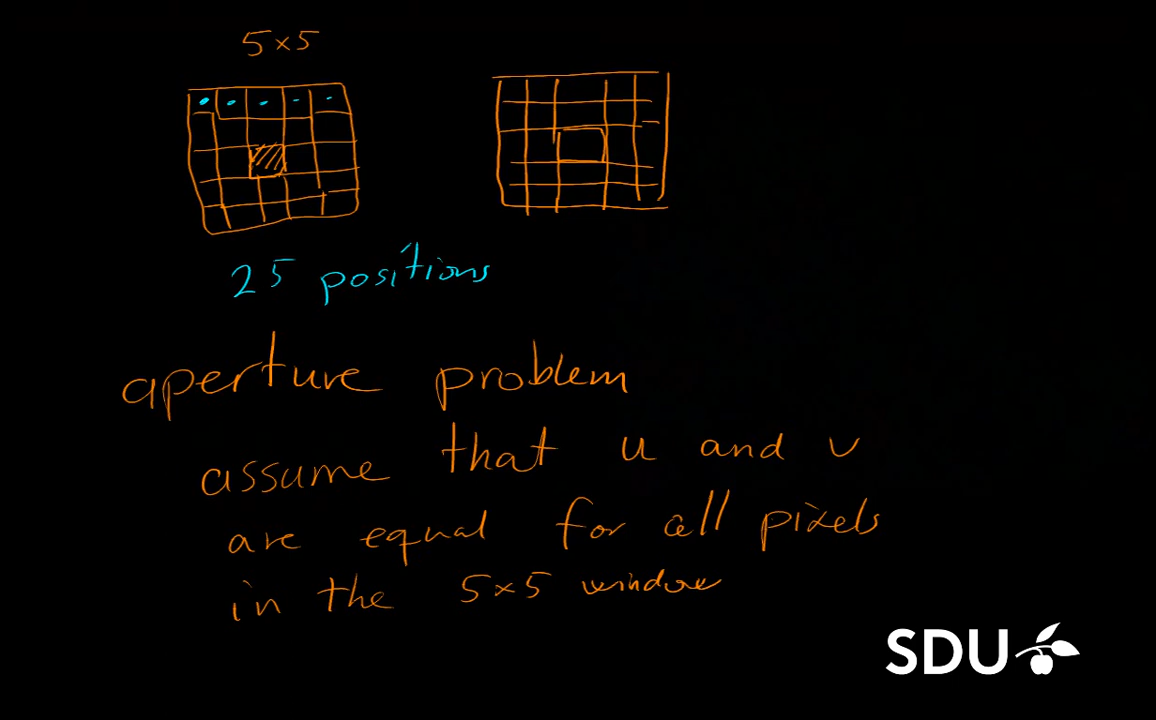 5×5
25 positions
aperture problem
assume that u and v
are equal for all pixels
in the 5×5 window
SDU